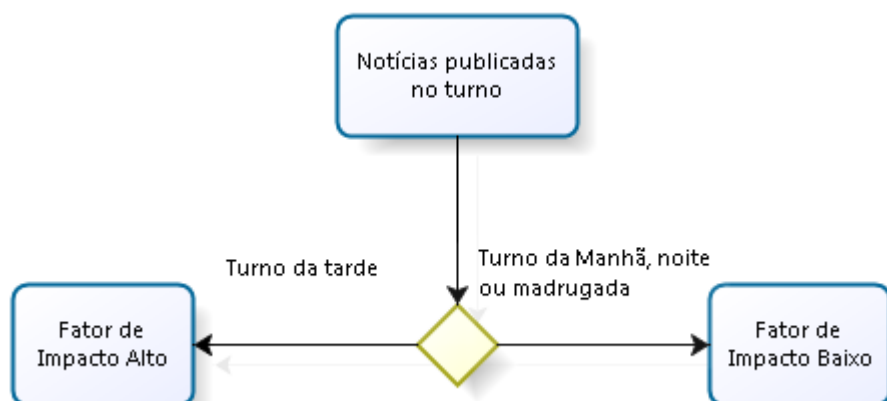 Notícias publicadas
no turno
Turno da tarde
Turno da Manhã, noite
ou madrugada
Fator de
Impacto Alto
Fator de
Impacto Baixo